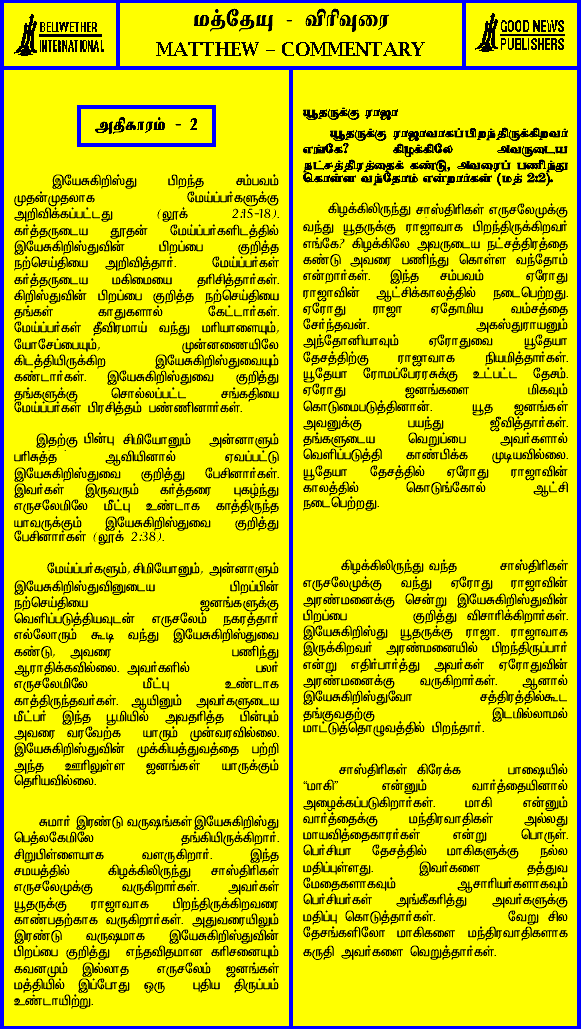 BELLWETHER
INTERNATIONAL
மத்தேயு - விரிவுரை
MATTHEW – COMMENTARY
GOOD NEWS
PUBLISHERS
அதிகாரம் - 2
இயேசுகிறிஸ்து பிறந்த சம்பவம்
முதன்முதலாக மேய்ப்பர்களுக்கு
அறிவிக்கப்பட்டது (லூக் 2:15-18).
கர்த்தருடைய தூதன் மேய்ப்பர்களிடத்தில்
இயேசுகிறிஸ்துவின் பிறப்பை குறித்த
நற்செய்தியை அறிவித்தார். மேய்ப்பர்கள்
கர்த்தருடைய மகிமையை தரிசித்தார்கள்.
கிறிஸ்துவின் பிறப்பை குறித்த நற்செய்தியை
தங்கள் காதுகளால் கேட்டார்கள்.
மேய்ப்பர்கள் தீவிரமாய் வந்து மரியாளையும்,
யோசேப்பையும், முன்னணையிலே
கிடத்தியிருக்கிற இயேசுகிறிஸ்துவையும்
கண்டார்கள். இயேசுகிறிஸ்துவை குறித்து
தங்களுக்கு சொல்லப்பட்ட சங்கதியை
மேய்ப்பர்கள் பிரசித்தம் பண்ணினார்கள்.
இதற்கு பின்பு சிமியோனும் அன்னாளும்
பரிசுத்த ஆவியினால் ஏவப்பட்டு
இயேசுகிறிஸ்துவை குறித்து பேசினார்கள்.
இவர்கள் இருவரும் கர்த்தரை புகழ்ந்து
எருசலேமிலே மீட்பு உண்டாக காத்திருந்த
யாவருக்கும் இயேசுகிறிஸ்துவை குறித்து
பேசினார்கள் (லூக் 2:38).
மேய்ப்பர்களும், சிமியோனும், அன்னாளும்
இயேசுகிறிஸ்துவினுடைய பிறப்பின்
நற்செய்தியை ஜனங்களுக்கு
வெளிப்படுத்தியவுடன் எருசலேம் நகரத்தார்
எல்லோரும் கூடி வந்து இயேசுகிறிஸ்துவை
கண்டு, அவரை பணிந்து
ஆராதிக்கவில்லை. அவர்களில் பலர்
எருசலேமிலே மீட்பு உண்டாக
காத்திருந்தவர்கள். ஆயினும் அவர்களுடைய
மீட்பர் இந்த பூமியில் அவதரித்த பின்பும்
அவரை வரவேற்க யாரும் முன்வரவில்லை.
இயேசுகிறிஸ்துவின் முக்கியத்துவத்தை பற்றி
அந்த ஊரிலுள்ள ஜனங்கள் யாருக்கும்
தெரியவில்லை.
சுமார் இரண்டு வருஷங்கள் இயேசுகிறிஸ்து
பெத்லகேமிலே தங்கியிருக்கிறார்.
சிறுபிள்ளையாக வளருகிறார். இந்த
சமயத்தில் கிழக்கிலிருந்து சாஸ்திரிகள்
எருசலேமுக்கு வருகிறார்கள். அவர்கள்
யூதருக்கு ராஜாவாக பிறந்திருக்கிறவரை
காண்பதற்காக வருகிறார்கள். அதுவரையிலும்
இரண்டு வருஷமாக இயேசுகிறிஸ்துவின்
பிறப்பை குறித்து எந்தவிதமான கரிசனையும்
கவனமும் இல்லாத எருசலேம் ஜனங்கள்
மத்தியில் இப்போது ஒரு புதிய திருப்பம்
உண்டாயிற்று.
யூதருக்கு ராஜா
யூதருக்கு ராஜாவாகப்பிறந்திருக்கிறவர்
எங்கே? கிழக்கிலே அவருடைய
நட்சத்திரத்தைக் கண்டு, அவரைப் பணிந்து
கொள்ள வந்தோம் என்றார்கள் (மத் 2:2).
கிழக்கிலிருந்து சாஸ்திரிகள் எருசலேமுக்கு
வந்து யூதருக்கு ராஜாவாக பிறந்திருக்கிறவர்
எங்கே? கிழக்கிலே அவருடைய நட்சத்திரத்தை
கண்டு அவரை பணிந்து கொள்ள வந்தோம்
என்றார்கள். இந்த சம்பவம் ஏரோது
ராஜாவின் ஆட்சிக்காலத்தில் நடைபெற்றது.
ஏரோது ராஜா ஏதோமிய வம்சத்தை
சேர்ந்தவன். அகஸ்துராயனும்
அந்தோனியாவும் ஏரோதுவை யூதேயா
தேசத்திற்கு ராஜாவாக நியமித்தார்கள்.
யூதேயா ரோமப்பேரரசுக்கு உட்பட்ட தேசம்.
ஏரோது ஜனங்களை மிகவும்
கொடுமைபடுத்தினான். யூத ஜனங்கள்
அவனுக்கு பயந்து ஜீவித்தார்கள்.
தங்களுடைய வெறுப்பை அவர்களால்
வெளிப்படுத்தி காண்பிக்க முடியவில்லை.
யூதேயா தேசத்தில் ஏரோது ராஜாவின்
காலத்தில் கொடுங்கோல் ஆட்சி
நடைபெற்றது.
கிழக்கிலிருந்து வந்த சாஸ்திரிகள்
எருசலேமுக்கு வந்து ஏரோது ராஜாவின்
அரண்மனைக்கு சென்று இயேசுகிறிஸ்துவின்
பிறப்பை குறித்து விசாரிக்கிறார்கள்.
இயேசுகிறிஸ்து யூதருக்கு ராஜா. ராஜாவாக
இருக்கிறவர் அரண்மனையில் பிறந்திருப்பார்
என்று எதிர்பார்த்து அவர்கள் ஏரோதுவின்
அரண்மனைக்கு வருகிறார்கள். ஆனால்
இயேசுகிறிஸ்துவோ சத்திரத்தில்கூட
தங்குவதற்கு இடமில்லாமல்
மாட்டுத்தொழுவத்தில் பிறந்தார்.
சாஸ்திரிகள் கிரேக்க பாஷையில்
“மாகி” என்னும் வார்த்தையினால்
அழைக்கப்படுகிறார்கள். மாகி என்னும்
வார்த்தைக்கு மந்திரவாதிகள் அல்லது
மாயவித்தைகாரர்கள் என்று பொருள்.
பெர்சியா தேசத்தில் மாகிகளுக்கு நல்ல
மதிப்புள்ளது. இவர்களை தத்துவ
மேதைகளாகவும் ஆசாரியர்களாகவும்
பெர்சியர்கள் அங்கீகரித்து அவர்களுக்கு
மதிப்பு கொடுத்தார்கள். வேறு சில
தேசங்களிலோ மாகிகளை மந்திரவாதிகளாக
கருதி அவர்களை வெறுத்தார்கள்.